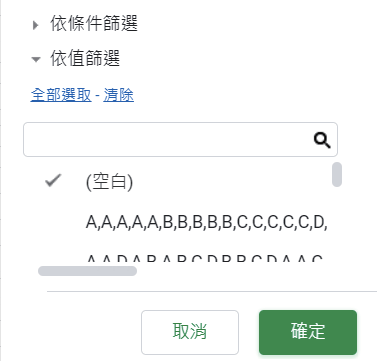 依條件篩選
依值篩選
全部選取 - 清除
(空白)
A,A,A,A,A,B,B,B,B,B,C,C,C,C,C,D,
A,A,D,A,B,A,B,C,D,B,B,C,D,A,A,C
取消 確定